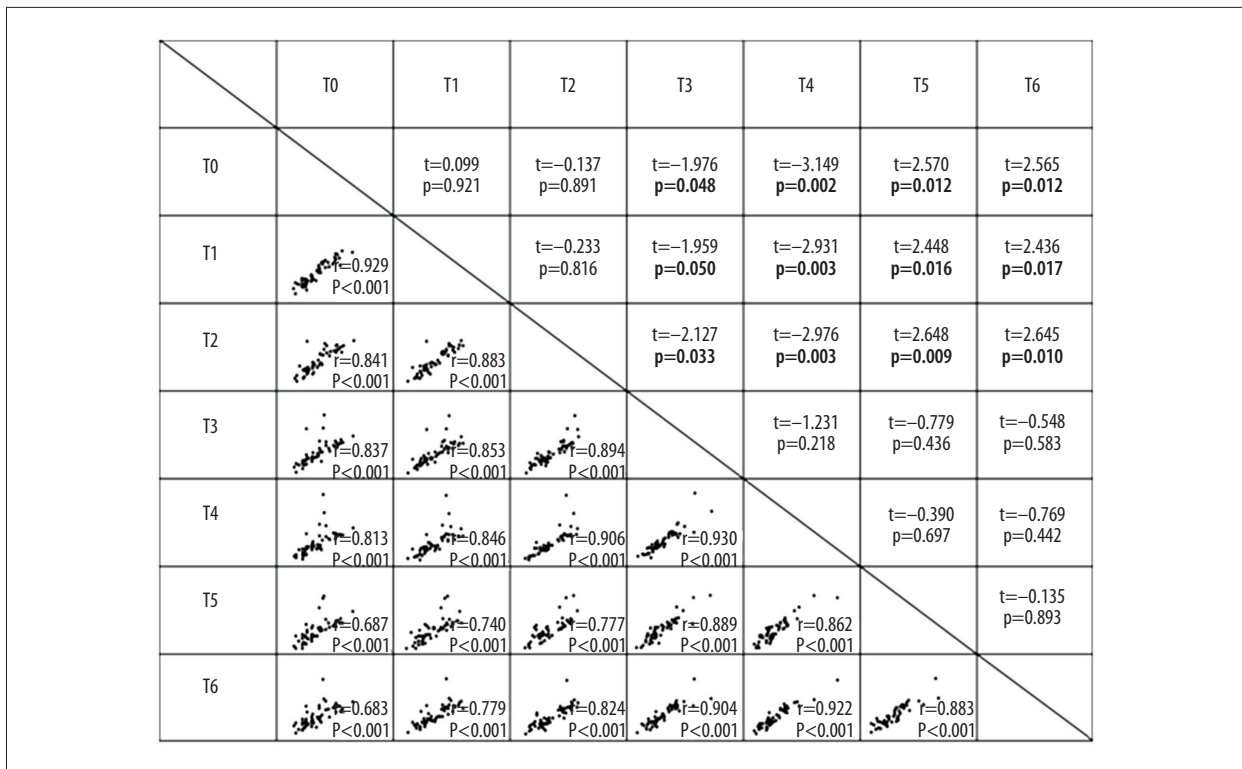 T0 T1 T2 T3 T4 T5 T6
T0
t=0.099 t=−0.137 t=−1.976 t=−3.149 t=2.570 t=2.565
p=0.921 p=0.891 p=0.048 p=0.002 p=0.012 p=0.012
T1
t=−0.233 t=−1.959 t=−2.931 t=2.448 t=2.436
p=0.816 p=0.050 p=0.003 p=0.016 p=0.017
r=0.929
P<0.001
T2
t=−2.127 t=−2.976 t=2.648 t=2.645
p=0.033 p=0.003 p=0.009 p=0.010
r=0.841 r=0.883
P<0.001 P<0.001
T3
t=−1.231 t=−0.779 t=−0.548
p=0.218 p=0.436 p=0.583
r=0.837 r=0.853 r=0.894
P<0.001 P<0.001 P<0.001
T4
t=−0.390 t=−0.769
p=0.697 p=0.442
r=0.813 r=0.846 r=0.906 r=0.930
P<0.001 P<0.001 P<0.001 P<0.001
T5
t=−0.135
p=0.893
r=0.687 r=0.740 r=0.777 r=0.889 r=0.862
P<0.001 P<0.001 P<0.001 P<0.001 P<0.001
T6
r=0.683 r=0.779 r=0.824 r=0.904 r=0.922 r=0.883
P<0.001 P<0.001 P<0.001 P<0.001 P<0.001 P<0.001